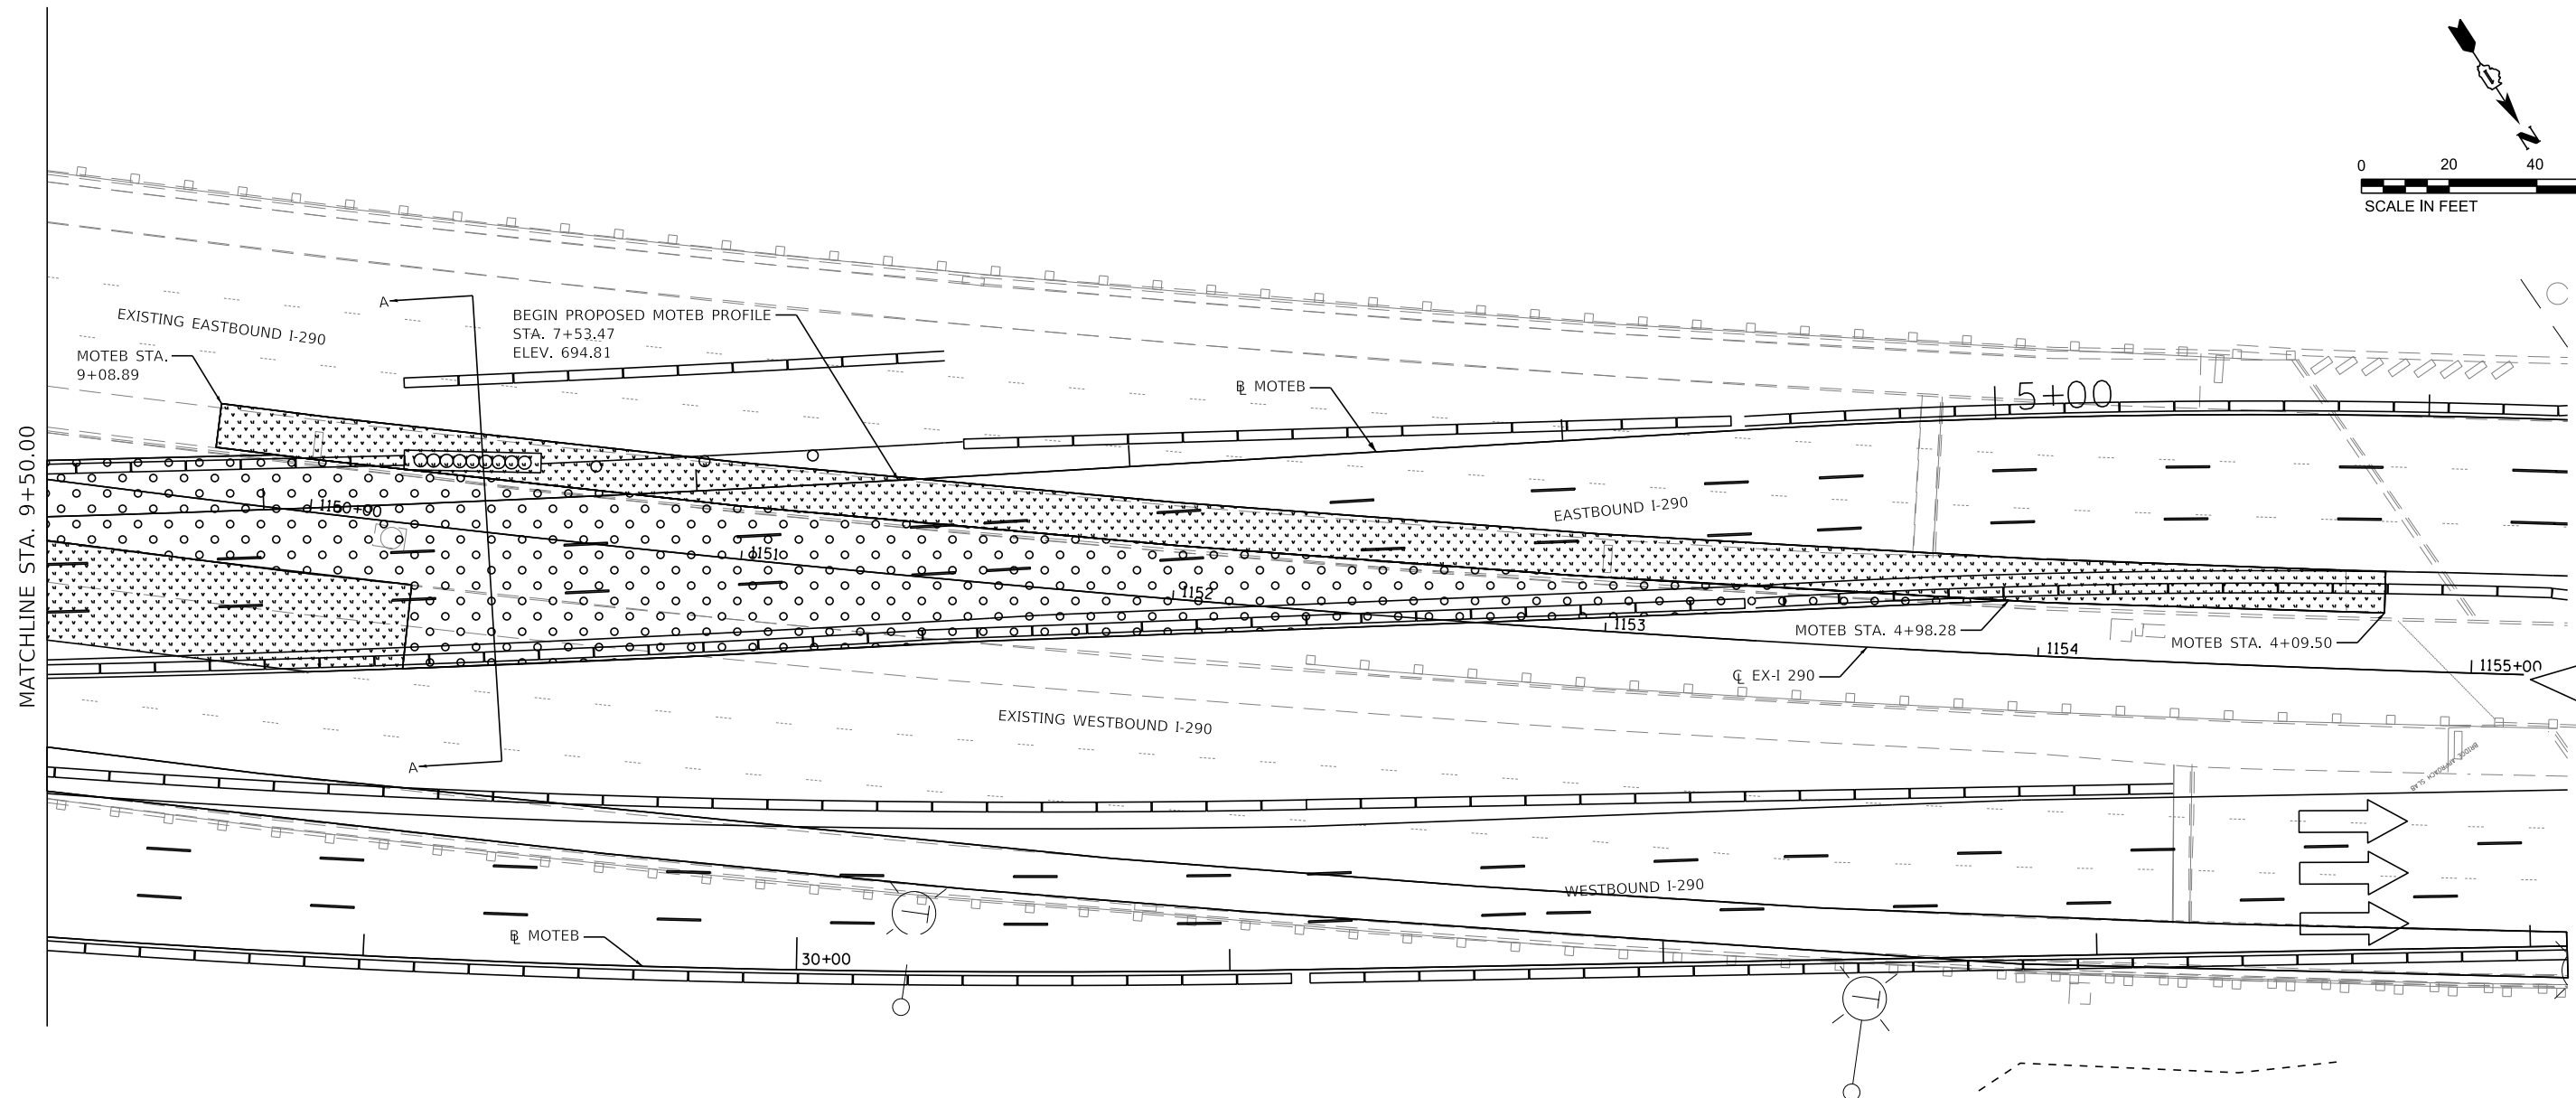 N
0 20 40
SCALE IN FEET
A
BEGIN PROPOSED MOTEB PROFILE
STA. 7+53.47
ELEV. 694.81
EXISTING EASTBOUND I-290
MOTEB STA.
9+08.89
℄ MOTEB
5+00
MATCHLINE STA. 9+50.00
1150+00
EASTBOUND I-290
1151
1152
1153
MOTEB STA. 4+98.28
MOTEB STA. 4+09.50
1154
1155+00
℄ EX-I 290
EXISTING WESTBOUND I-290
BRIDGE APPROACH SLAB
A
WESTBOUND I-290
℄ MOTEB
30+00